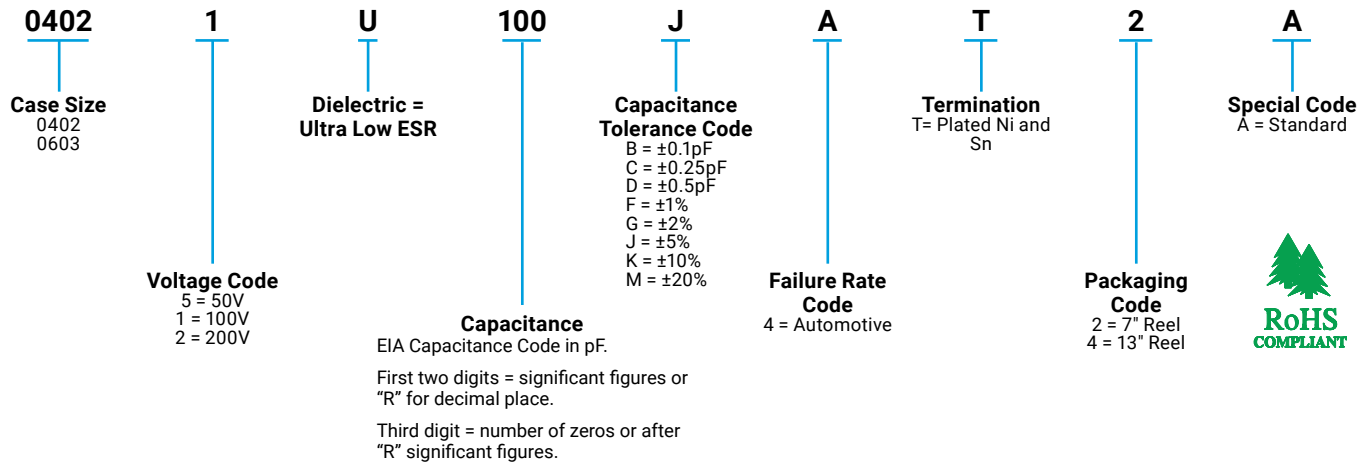 0402 1 U 100 J A T 2 A
Case Size
0402
0603
Voltage Code
5 = 50V
1 = 100V
2 = 200V
Dielectric =
Ultra Low ESR
Capacitance
EIA Capacitance Code in pF.
First two digits = significant figures or
“R” for decimal place.
Third digit = number of zeros or after
“R” significant figures.
Capacitance
Tolerance Code
B = ±0.1pF
C = ±0.25pF
D = ±0.5pF
F = ±1%
G = ±2%
J = ±5%
K = ±10%
M = ±20%
Failure Rate
Code
4 = Automotive
Termination
T= Plated Ni and
Sn
Packaging
Code
2 = 7" Reel
4 = 13" Reel
Special Code
A = Standard
RoHS
COMPLIANT